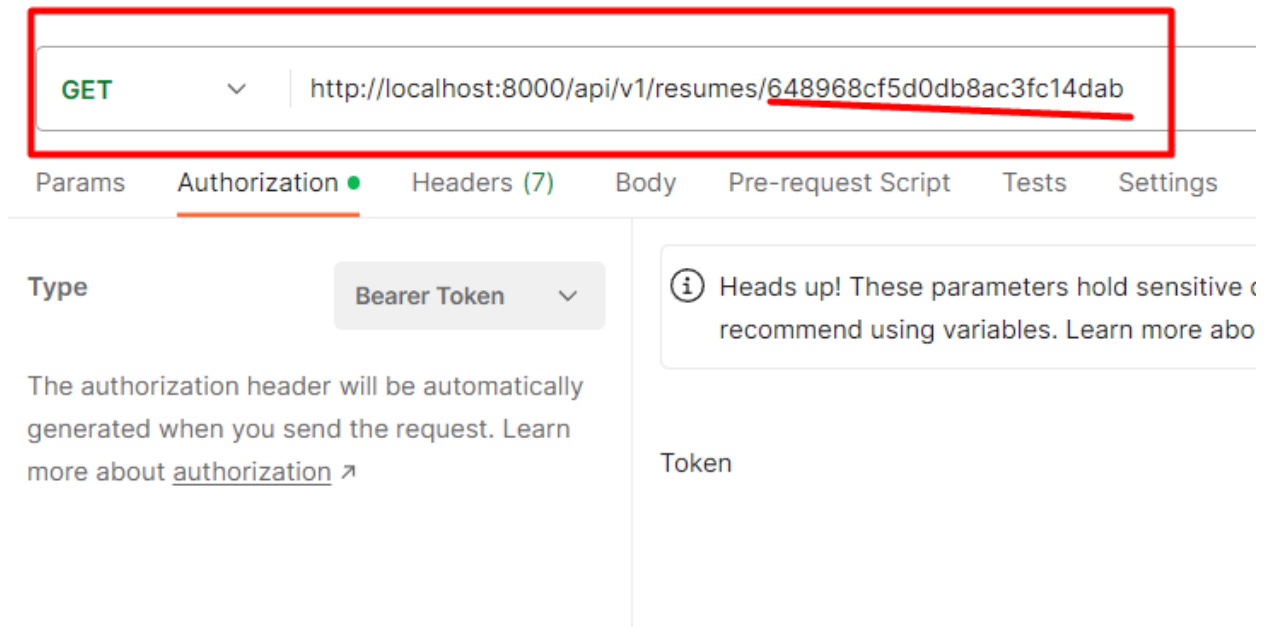 GET http://localhost:8000/api/v1/resumes/648968cf5d0db8ac3fc14dab
Params Authorization Headers (7) Body Pre-request Script Tests Settings
Type Bearer Token
The authorization header will be automatically
generated when you send the request. Learn
more about authorization ↗
Heads up! These parameters hold sensitive
recommend using variables. Learn more abo
Token